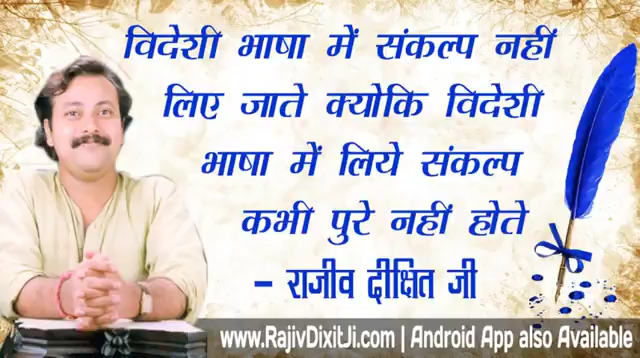 विदेशी भाषा में संकल्प नहीं
लिए जाते क्योकि विदेशी
भाषा में लिये संकल्प
कभी पुरे नहीं होते
– राजीव दीक्षित जी
www.RajivDixitJi.com | Android App also Available